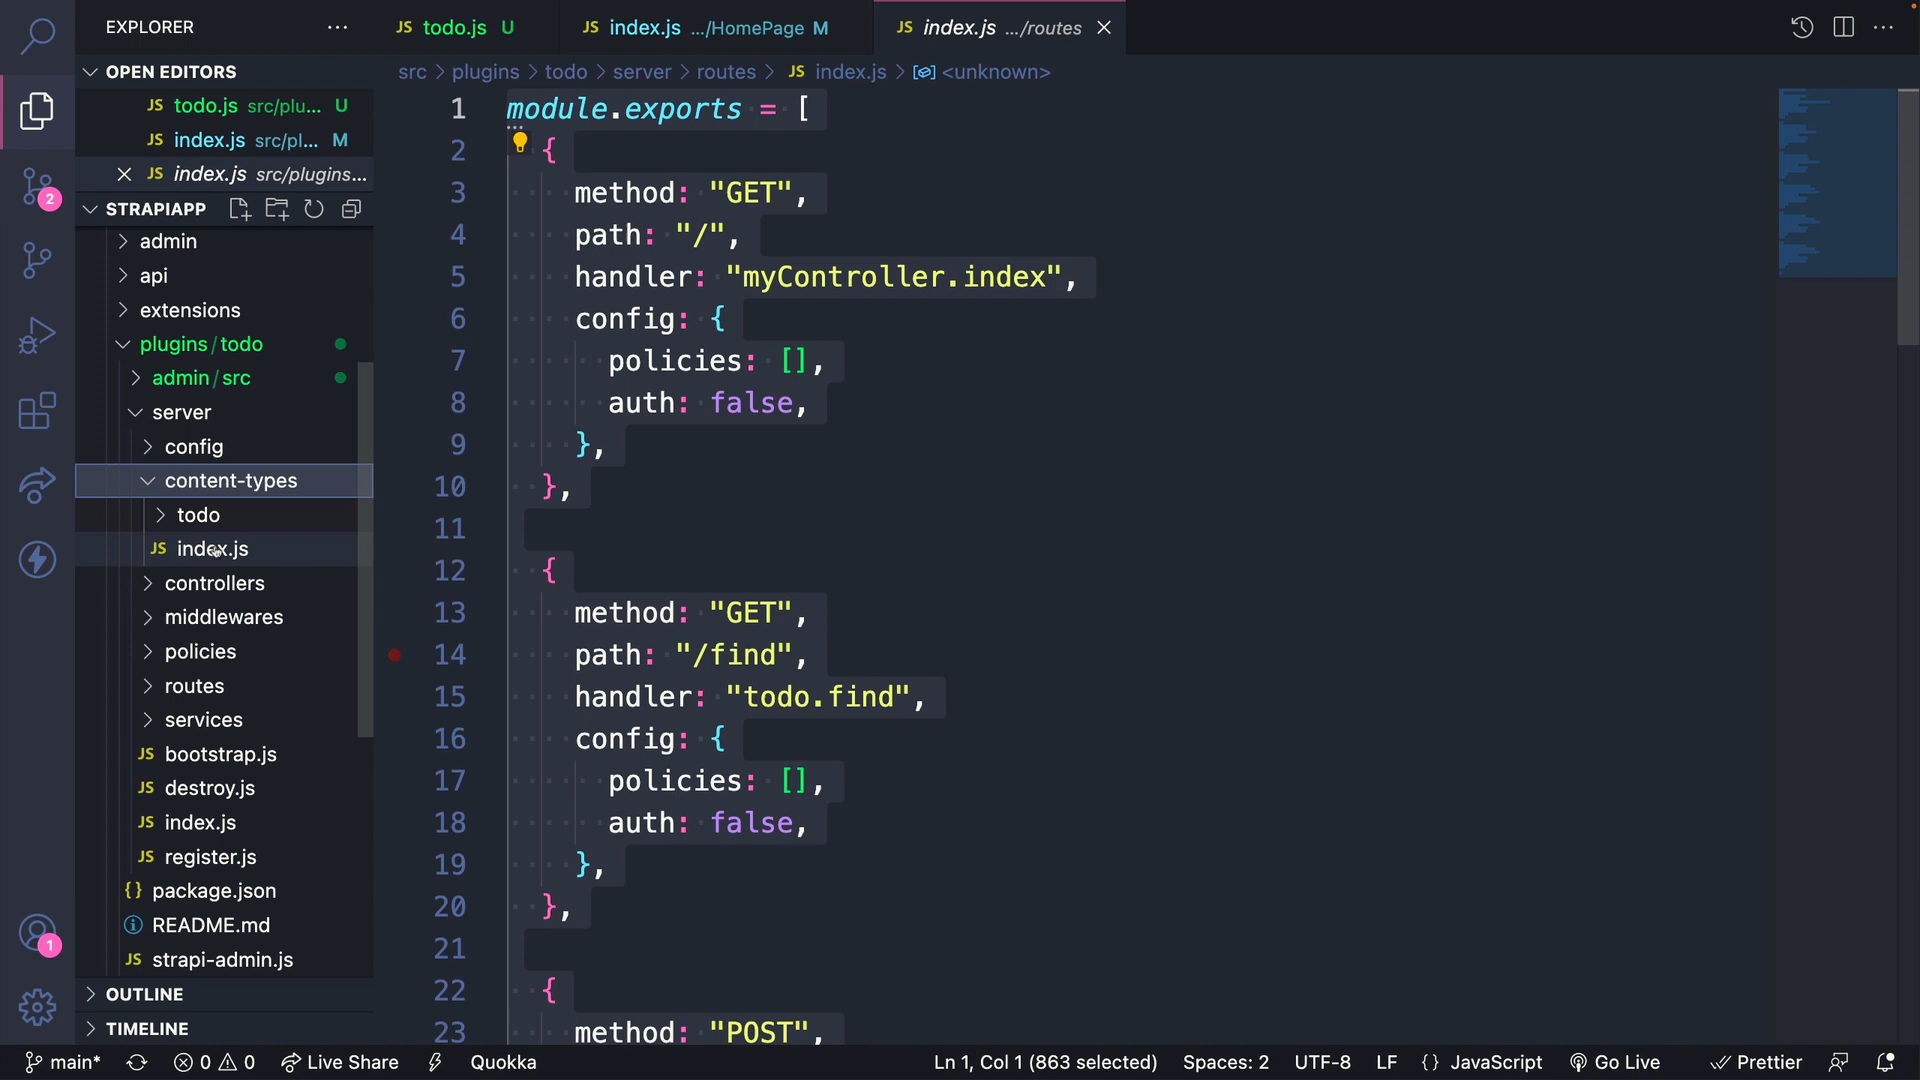 EXPLORER
JS todo.js U
JS index.js .../HomePage M
JS index.js .../routes
OPEN EDITORS
JS todo.js src/plu... U
JS index.js src/pl... M
JS index.js src/plugins...
STRAPIAPP
admin
api
extensions
plugins/todo
admin/src
server
config
content-types
todo
JS index.js
controllers
middlewares
policies
routes
services
JS bootstrap.js
JS destroy.js
JS index.js
JS register.js
{} package.json
README.md
JS strapi-admin.js
OUTLINE
TIMELINE
2
1
src > plugins > todo > server > routes > JS index.js > <unknown>
1 module.exports = [
2 {
3 method: "GET",
4 path: "/",
5 handler: "myController.index",
6 config: {
7 policies: [],
8 auth: false,
9 },
10 },
11
12 {
13 method: "GET",
14 path: "/find",
15 handler: "todo.find",
16 config: {
17 policies: [],
18 auth: false,
19 },
20 },
21
22 {
23 method: "POST",
main* 0 0 Live Share Quokka Ln 1, Col 1 (863 selected) Spaces: 2 UTF-8 LF {} JavaScript Go Live Prettier